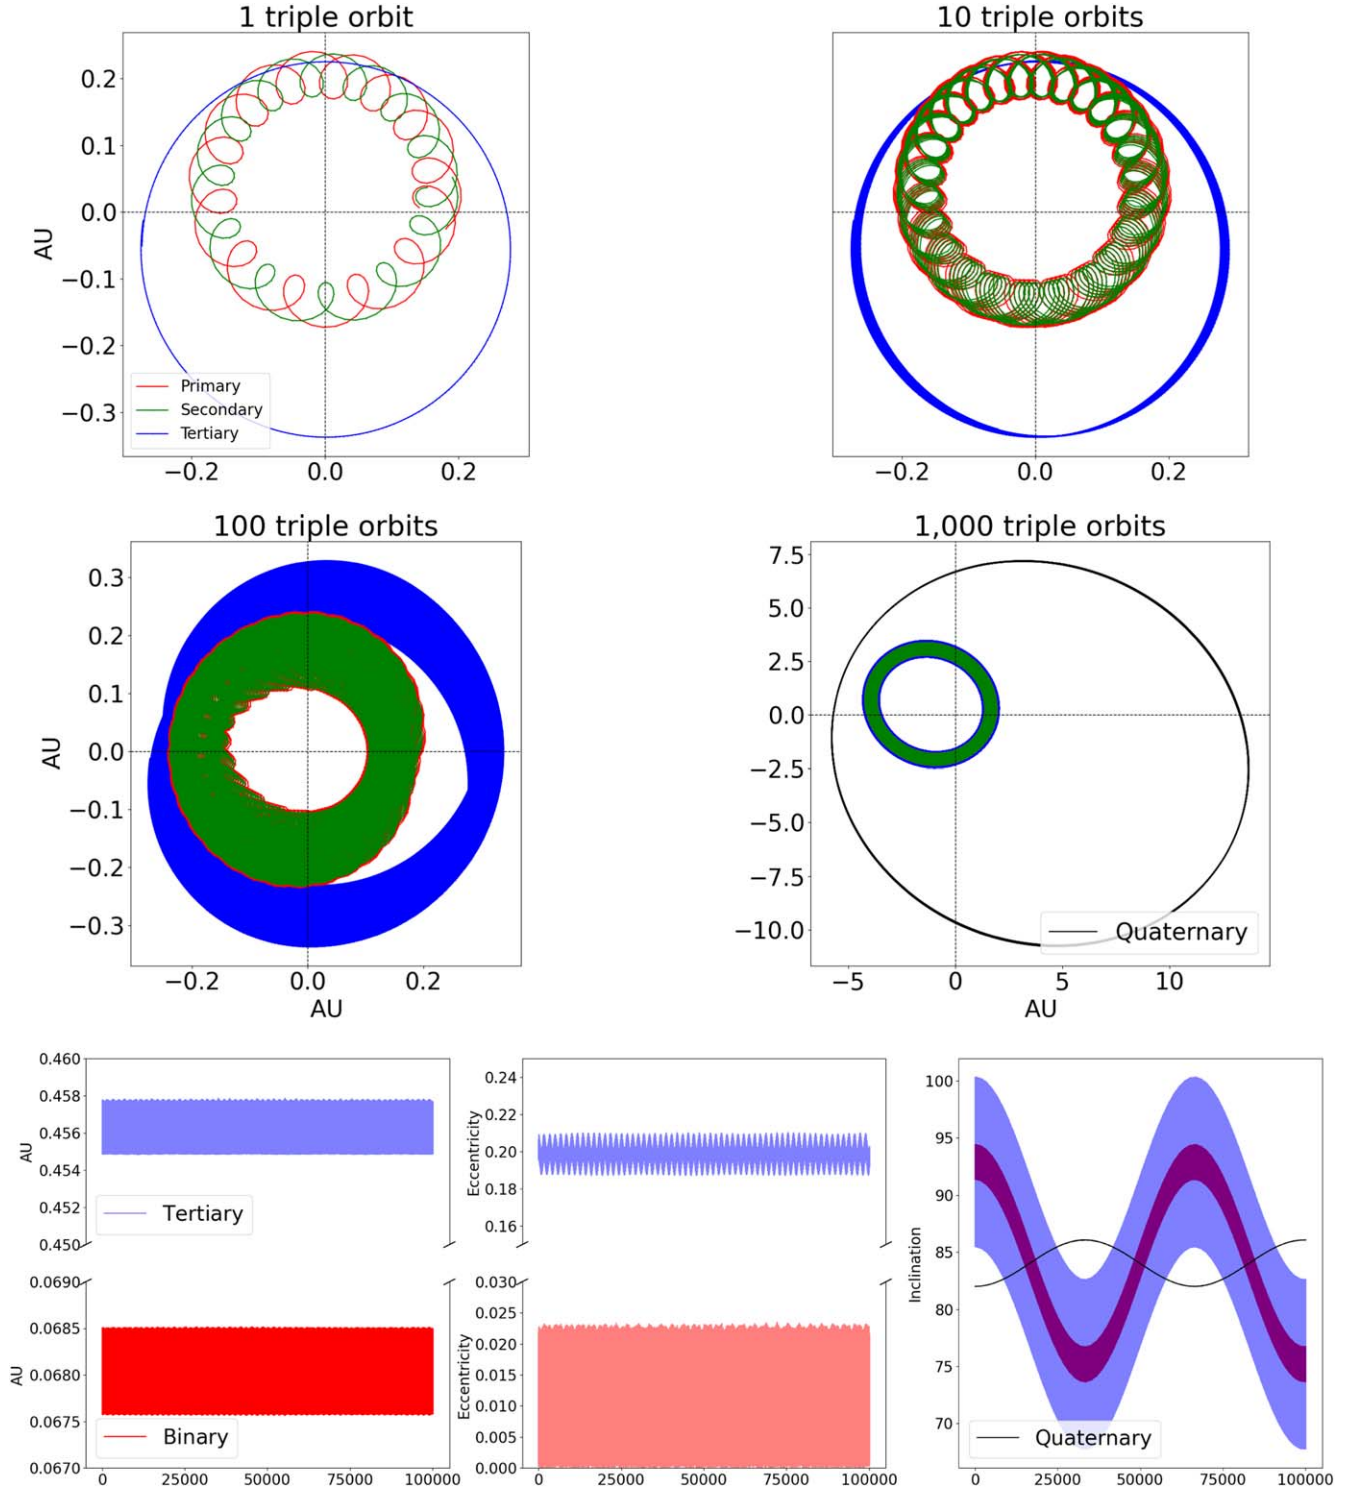 1 triple orbit
10 triple orbits
0.2
0.1
0.0
−0.1
−0.2
−0.3
AU
Primary
Secondary
Tertiary
−0.2 0.0 0.2
−0.2 0.0 0.2
100 triple orbits
1,000 triple orbits
0.3
0.2
0.1
0.0
−0.1
−0.2
−0.3
AU
−0.2 0.0 0.2
AU
7.5
5.0
2.5
0.0
−2.5
−5.0
−7.5
−10.0
Quaternary
−5 0 5 10
AU
0.460
0.458
0.456
0.454
0.452
0.450
AU
Tertiary
0.0690
0.0685
0.0680
0.0675
0.0670
AU
Binary
0 25000 50000 75000 100000
0.24
0.22
0.20
0.18
0.16
Eccentricity
0.030
0.025
0.020
0.015
0.010
0.005
0.000
Eccentricity
0 25000 50000 75000 100000
100
95
90
85
80
75
70
Inclination
Quaternary
0 25000 50000 75000 100000